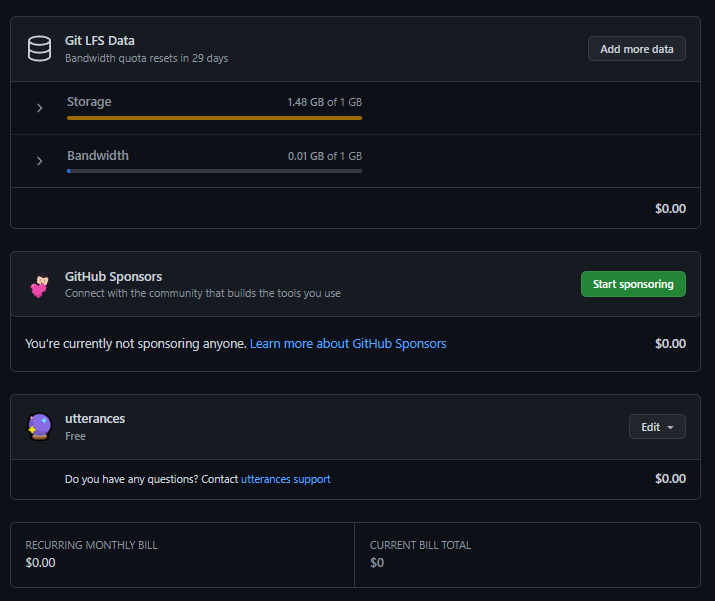 Git LFS Data
Bandwidth quota resets in 29 days
Add more data
Storage
1.48 GB of 1 GB
Bandwidth
0.01 GB of 1 GB
$0.00
GitHub Sponsors
Connect with the community that builds the tools you use
Start sponsoring
You're currently not sponsoring anyone. Learn more about GitHub Sponsors
$0.00
utterances
Free
Edit
Do you have any questions? Contact utterances support
$0.00
RECURRING MONTHLY BILL
$0.00
CURRENT BILL TOTAL
$0